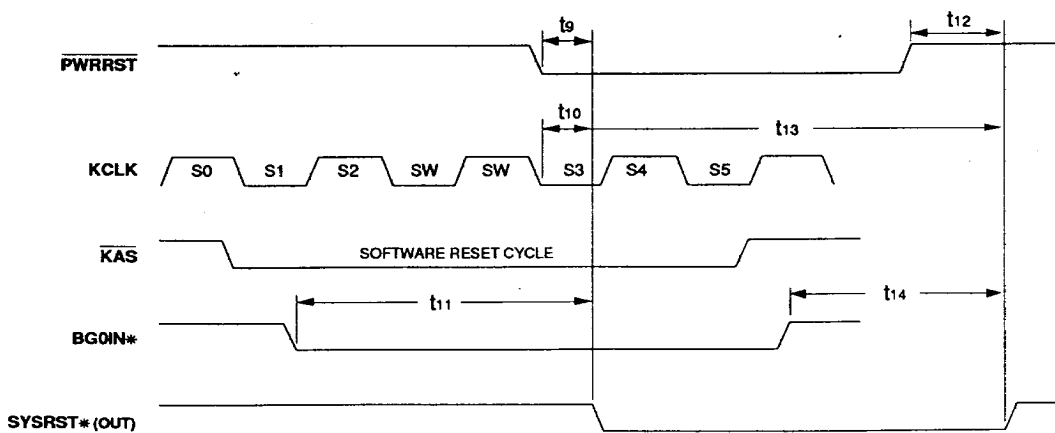 t9
t12
PWRRST
t10
t13
KCLK S0 S1 S2 SW SW S3 S4 S5
KAS SOFTWARE RESET CYCLE
t11
t14
BG0IN*
SYSRST* (OUT)